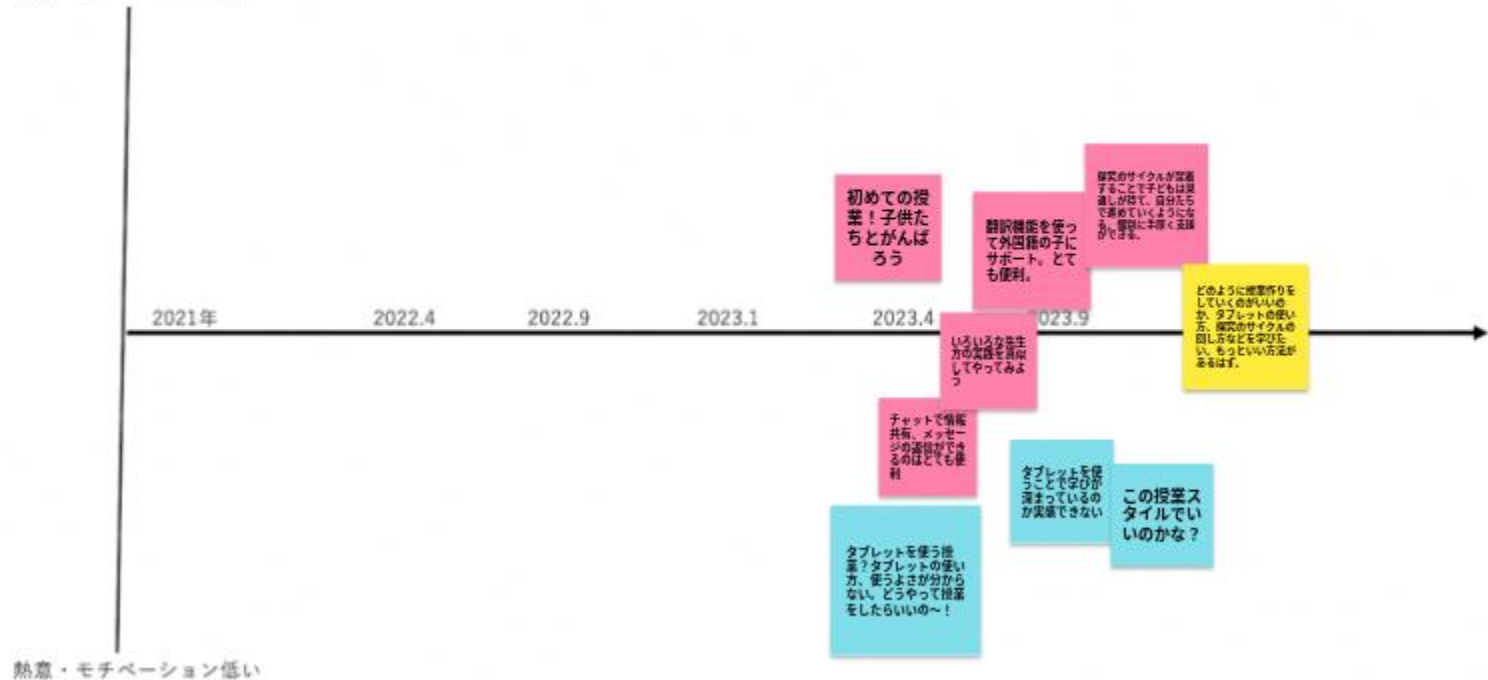 初めての授
業！子供た
ちとがんば
ろう
翻訳機能を使っ
て外国籍の子に
サポート。とて
も便利。
探究のサイクルが定着
することで子どもは見
通しが持て、自分たち
で進めていくようにな
る。個別に手厚く支援
ができる。
どのように授業作りを
していくのがいいの
か、タブレットの使い
方、探究のサイクルの
回し方などを学びた
い。もっといい方法が
あるはず。
2021年
2022.4
2022.9
2023.1
2023.4
2023.9
いろいろな先生
方の実践を真似
してやってみよ
う
チャットで情報
共有、メッセー
ジの返信ができ
るのはとても便
利
タブレットを使
うことで学びが
深まっているの
か実感できない
この授業ス
タイルでい
いのかな？
タブレットを使う授
業？タブレットの使い
方、使うよさが分から
ない。どうやって授業
をしたらいいの〜！
熱意・モチベーション低い